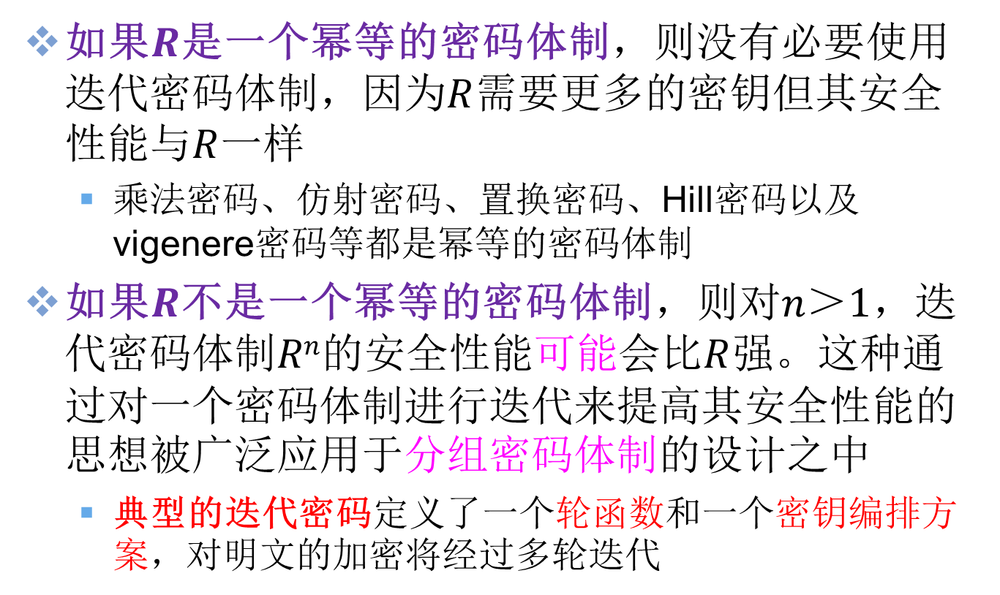 ❖如果R是一个幂等的密码体制，则没有必要使用
迭代密码体制，因为R需要更多的密钥但其安全
性能与R一样
▪ 乘法密码、仿射密码、置换密码、Hill密码以及
vigenere密码等都是幂等的密码体制
❖如果R不是一个幂等的密码体制，则对n＞1，迭
代密码体制Rⁿ的安全性能可能会比R强。这种通
过对一个密码体制进行迭代来提高其安全性能的
思想被广泛应用于分组密码体制的设计之中
▪ 典型的迭代密码定义了一个轮函数和一个密钥编排方
案，对明文的加密将经过多轮迭代